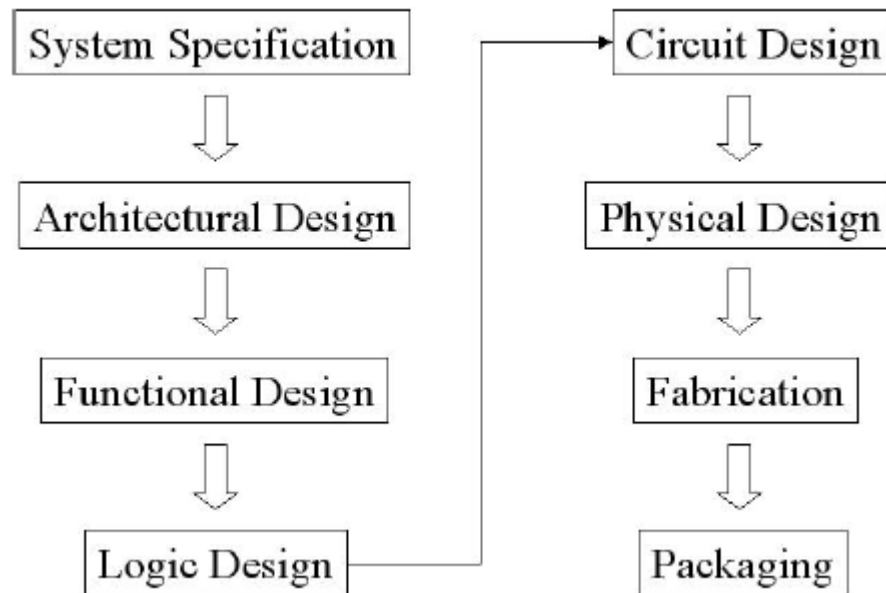 System Specification
Architectural Design
Functional Design
Logic Design
Circuit Design
Physical Design
Fabrication
Packaging